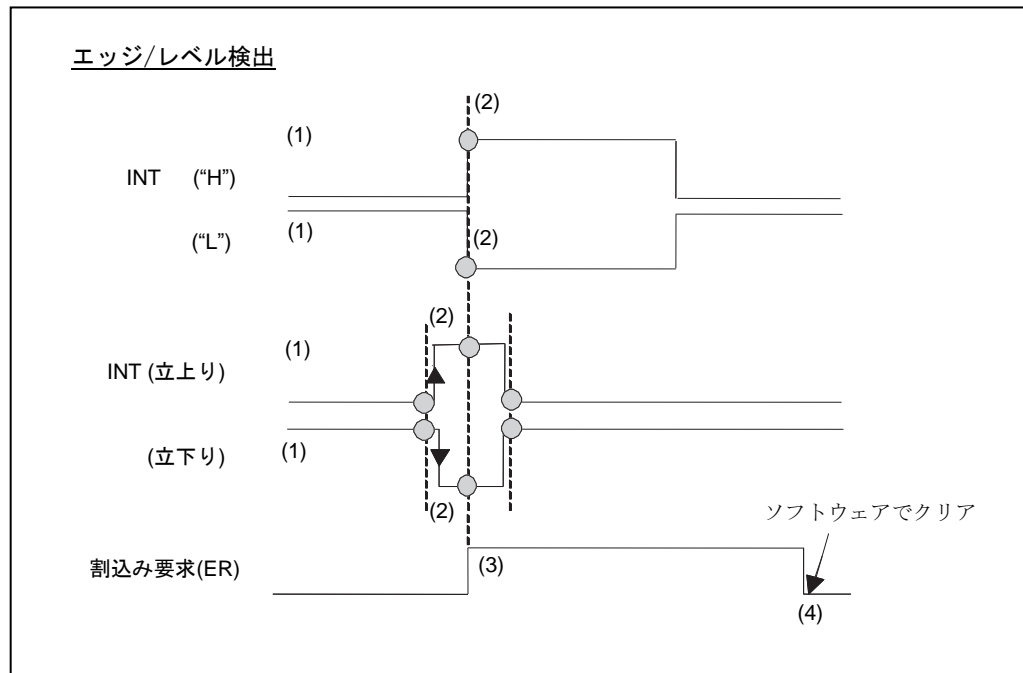 エッジ/レベル検出
(2)
(1)
INT (“H”)
(1)
(“L”)
(2)
(2)
(1)
INT (立上り)
(1)
(立下り)
(2)
ソフトウェアでクリア
割込み要求(ER)
(3)
(4)